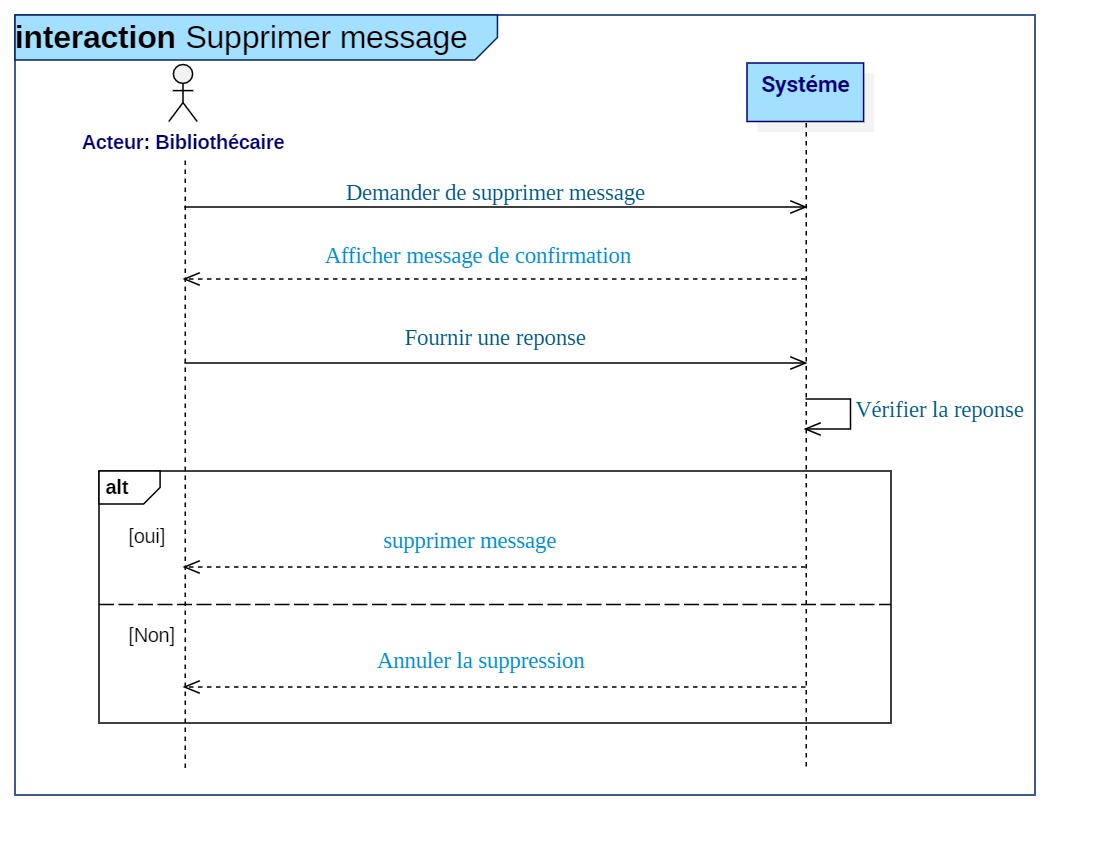 interaction Supprimer message
Systéme
Acteur: Bibliothécaire
Demander de supprimer message
Afficher message de confirmation
Fournir une reponse
Vérifier la reponse
alt
[oui]
supprimer message
[Non]
Annuler la suppression